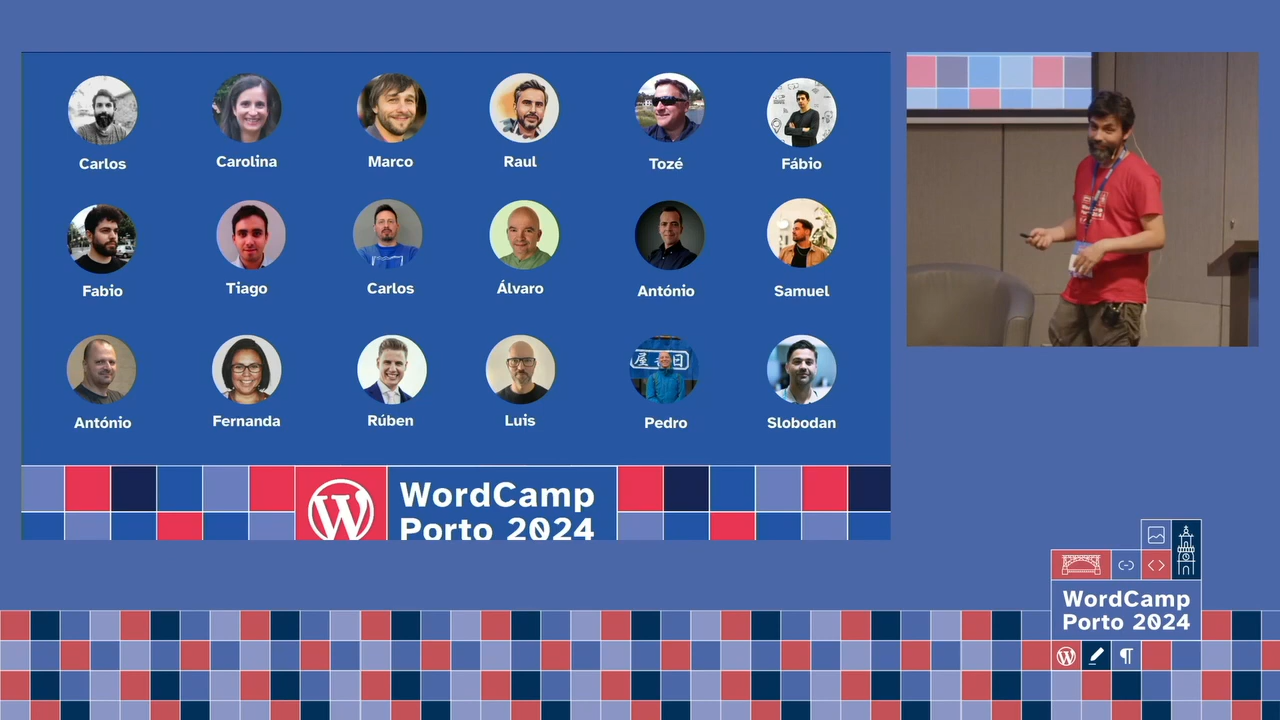 Carlos
Carolina
Marco
Raul
Tozé
Fábio
Fabio
Tiago
Carlos
Álvaro
António
Samuel
António
Fernanda
Rúben
Luis
Pedro
Slobodan
WordCamp
Porto 2024
WordCamp
Porto 2024